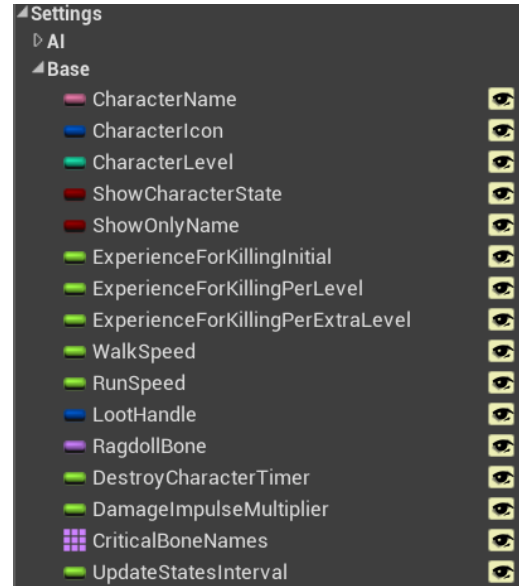 Settings
AI
Base
CharacterName
CharacterIcon
CharacterLevel
ShowCharacterState
ShowOnlyName
ExperienceForKillingInitial
ExperienceForKillingPerLevel
ExperienceForKillingPerExtraLevel
WalkSpeed
RunSpeed
LootHandle
RagdollBone
DestroyCharacterTimer
DamageImpulseMultiplier
CriticalBoneNames
UpdateStatesInterval